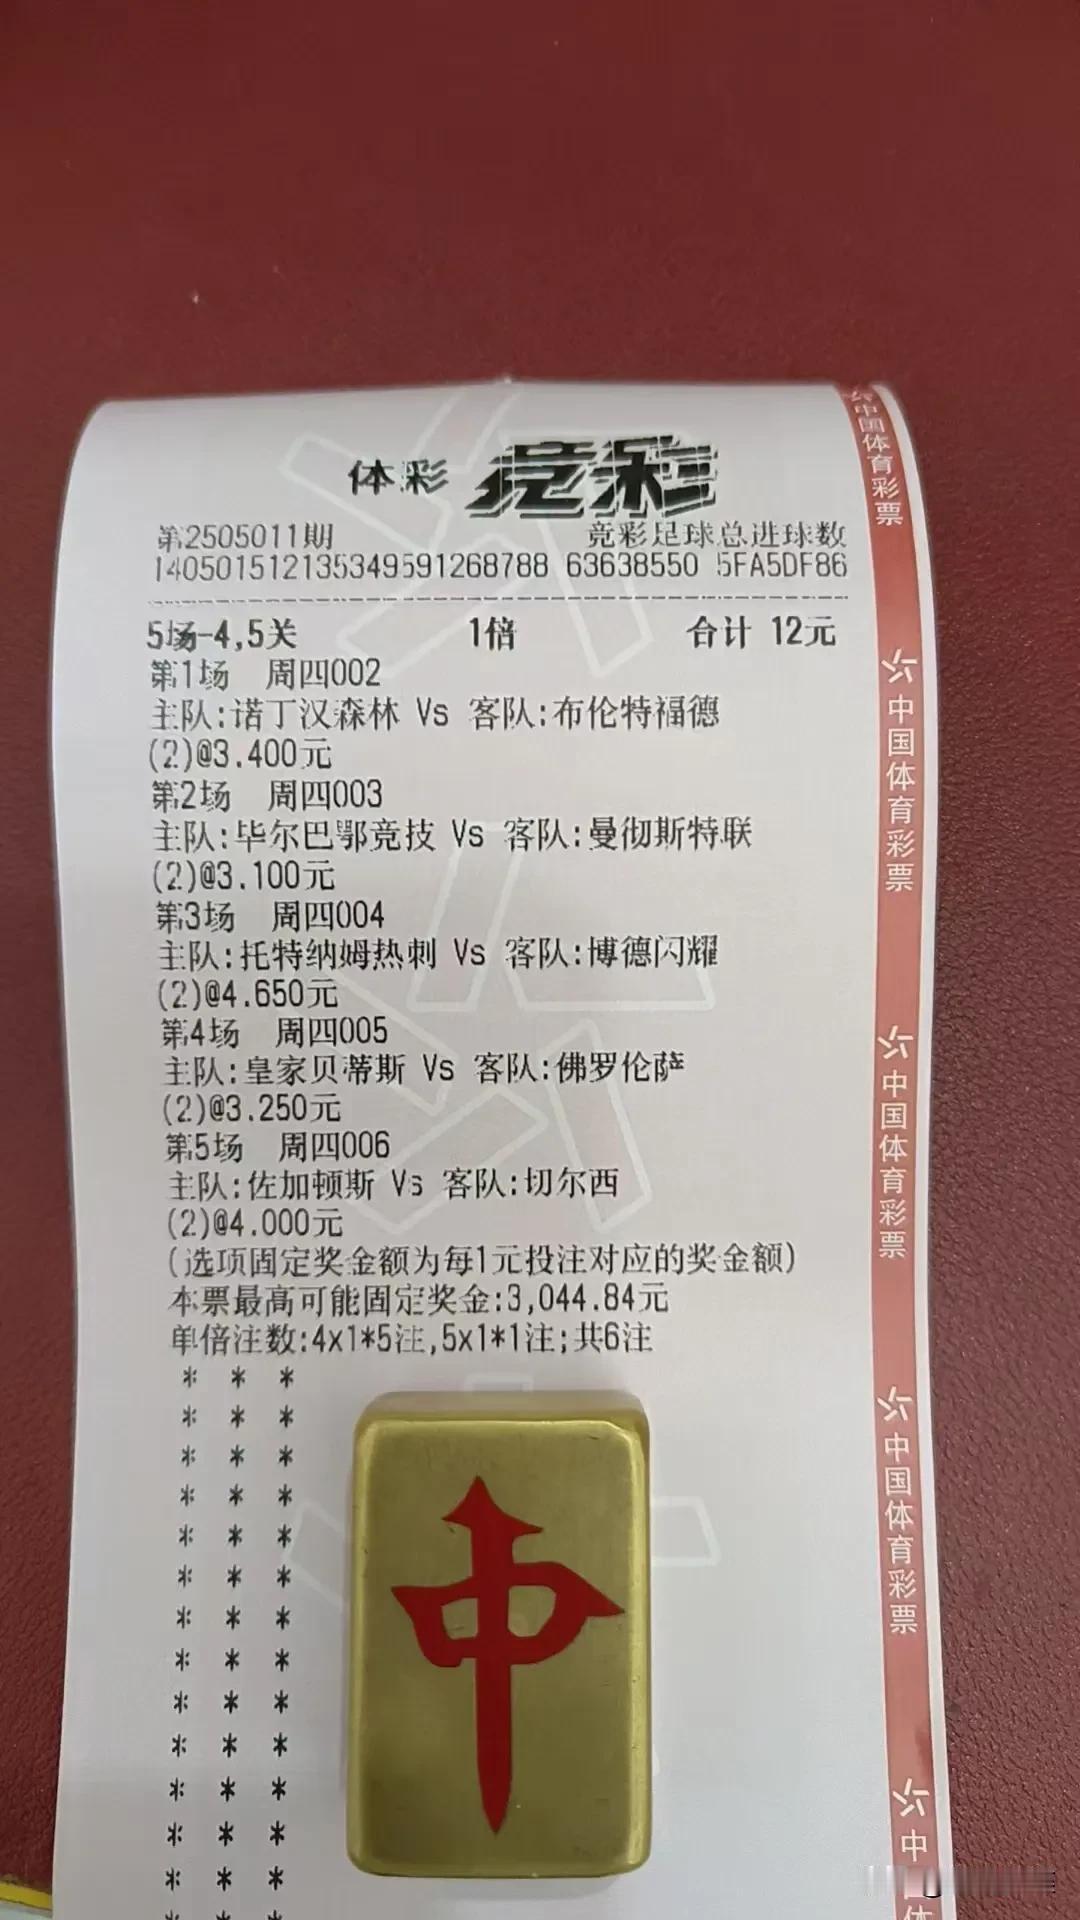 体彩 竞彩
第2505011期 竞彩足球总进球数
140501512135349591268788 63638550 5FA5DF86
5场-4,5关 1倍 合计 12元
第1场 周四002
主队:诺丁汉森林 Vs 客队:布伦特福德
(2)@3.400元
第2场 周四003
主队:毕尔巴鄂竞技 Vs 客队:曼彻斯特联
(2)@3.100元
第3场 周四004
主队:托特纳姆热刺 Vs 客队:博德闪耀
(2)@4.650元
第4场 周四005
主队:皇家贝蒂斯 Vs 客队:佛罗伦萨
(2)@3.250元
第5场 周四006
主队:佐加顿斯 Vs 客队:切尔西
(2)@4.000元
(选项固定奖金额为每1元投注对应的奖金额)
本票最高可能固定奖金:3,044.84元
单倍注数:4x1*5注,5x1*1注;共6注
* * *
* * *
* * *
* * *
* * *
* * *
* * *
* * *
* * *
* * *
* * *
* * *
* * *
* * *
中
中国体育彩票
中国体育彩票
中国体育彩票
中国体育彩票
中国体